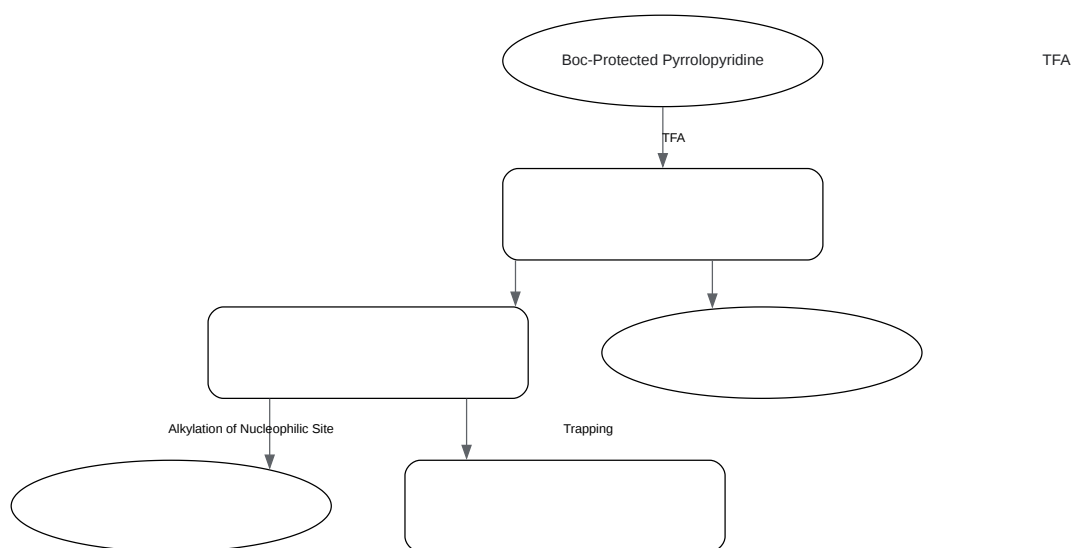 Boc-Protected Pyrrolopyridine
TFA
TFA
Alkylation of Nucleophilic Site
Trapping